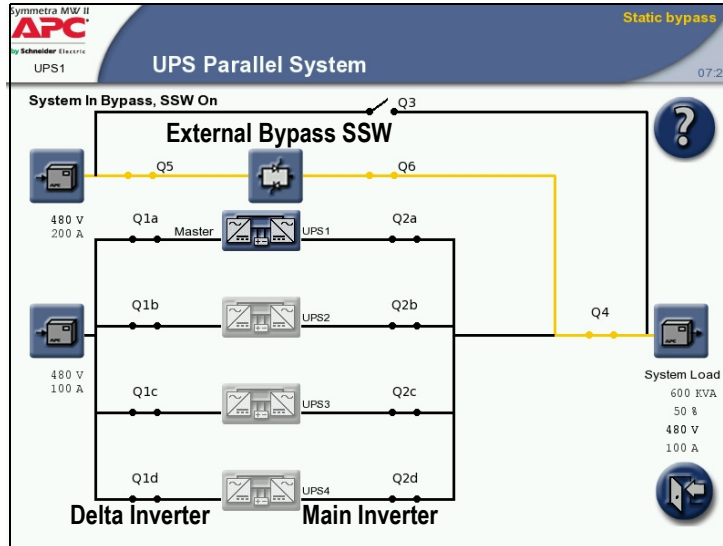 Symmetra MW II
APC
by Schneider Electric
UPS1
UPS Parallel System
Static bypass
07:2
System In Bypass, SSW On
Q3
External Bypass SSW
Q5
Q6
480 V
200 A
Q1a
Master
UPS1
Q2a
Q1b
UPS2
Q2b
Q4
480 V
100 A
System Load
600 KVA
50 %
480 V
100 A
Q1c
UPS3
Q2c
Q1d
UPS4
Q2d
Delta Inverter
Main Inverter
?